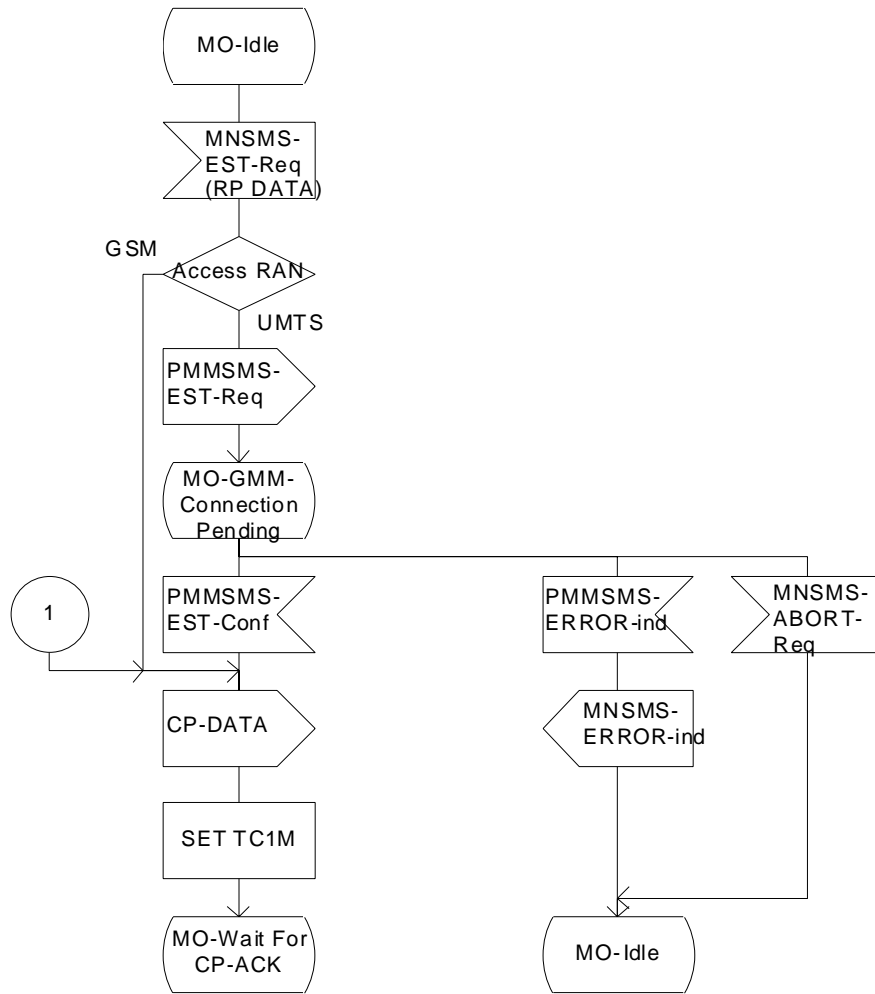 MO-Idle
MNSMS-
EST-Req
(RP DATA)
GSM
Access RAN
UMTS
PMMSMS-
EST-Req
MO-GMM-
Connection
Pending
1
PMMSMS-
EST-Conf
PMMSMS-
ERROR-ind
MNSMS-
ABORT-
Req
CP-DATA
MNSMS-
ERROR-ind
SET TC1M
MO-Wait For
CP-ACK
MO-Idle